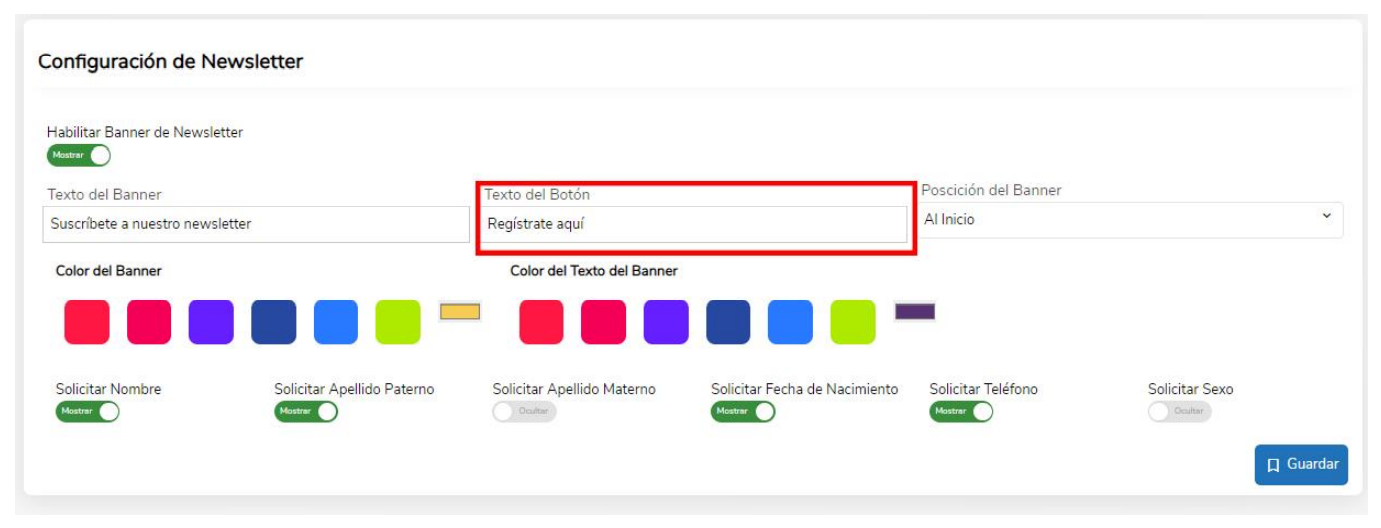 Configuración de Newsletter
Habilitar Banner de Newsletter
Mostrar
Texto del Banner
Texto del Botón
Poscición del Banner
Suscríbete a nuestro newsletter
Regístrate aquí
Al Inicio
Color del Banner
Color del Texto del Banner
Solicitar Nombre
Solicitar Apellido Paterno
Solicitar Apellido Materno
Solicitar Fecha de Nacimiento
Solicitar Teléfono
Solicitar Sexo
Mostrar
Mostrar
Ocultar
Mostrar
Mostrar
Ocultar
Guardar